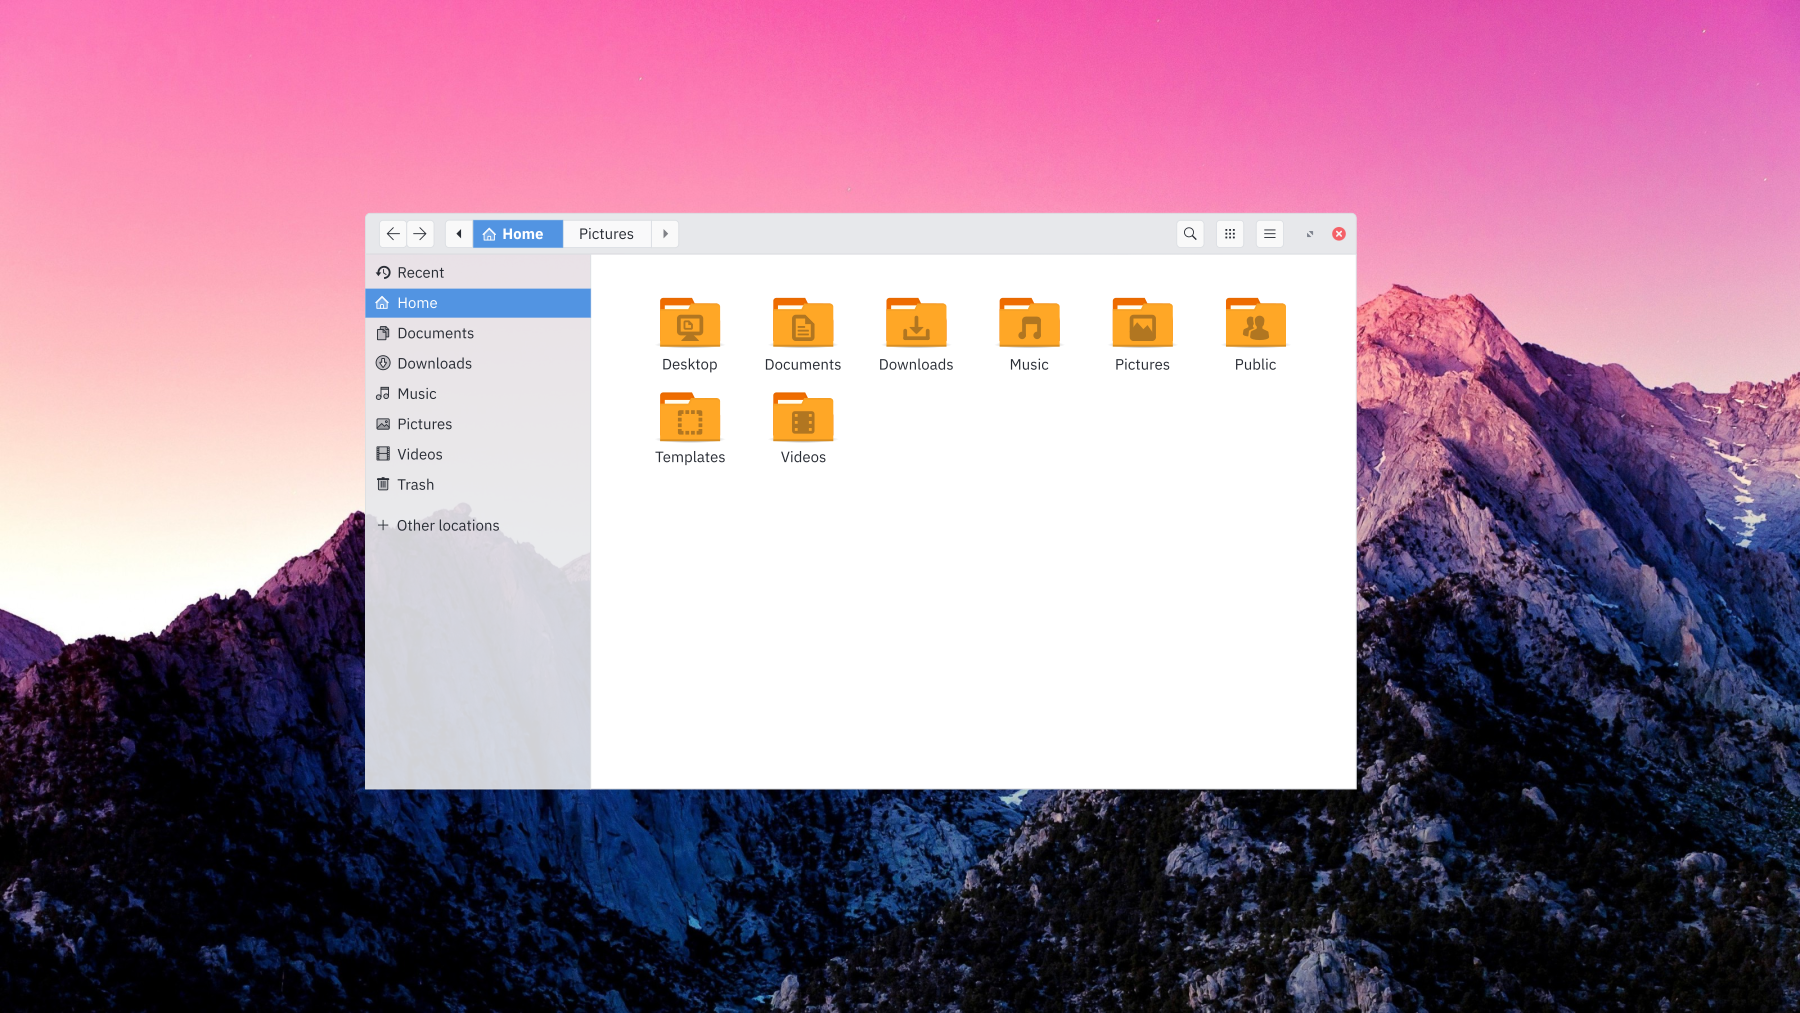 Home Pictures
Recent
Home
Documents
Downloads
Music
Pictures
Videos
Trash
Other locations
Desktop Documents Downloads Music Pictures Public
Templates Videos